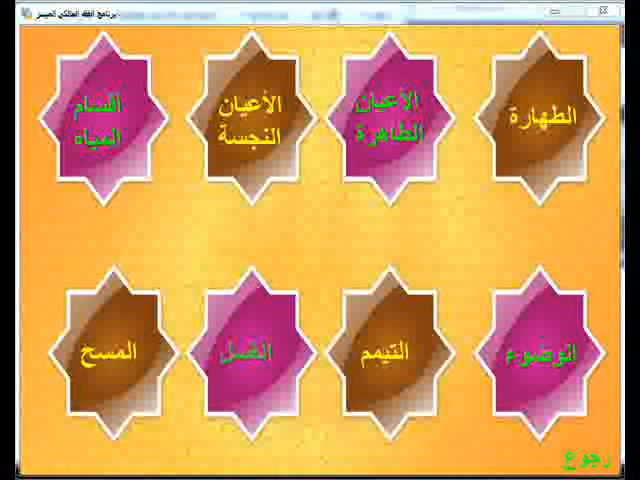 برنامج الفقه المالكي الميسر
الطهارة
الأعيان
الطاهرة
الأعيان
النجسة
أقسام
المياه
الوضوء
التيمم
الغسل
المسح
رجوع